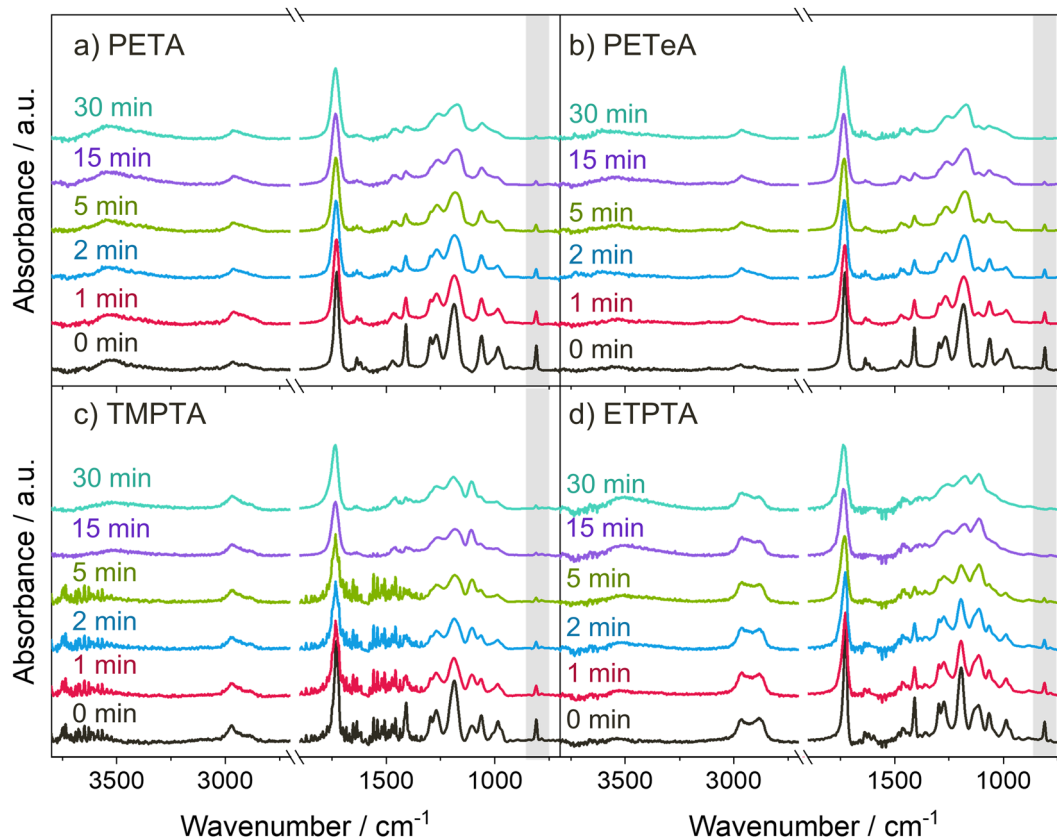 a) PETA
30 min
15 min
5 min
2 min
1 min
0 min
b) PETeA
30 min
15 min
5 min
2 min
1 min
0 min
c) TMPTA
30 min
15 min
5 min
2 min
1 min
0 min
d) ETPTA
30 min
15 min
5 min
2 min
1 min
0 min
Absorbance / a.u.
Absorbance / a.u.
3500 3000 1500 1000
3500 3000 1500 1000
Wavenumber / cm⁻¹
Wavenumber / cm⁻¹